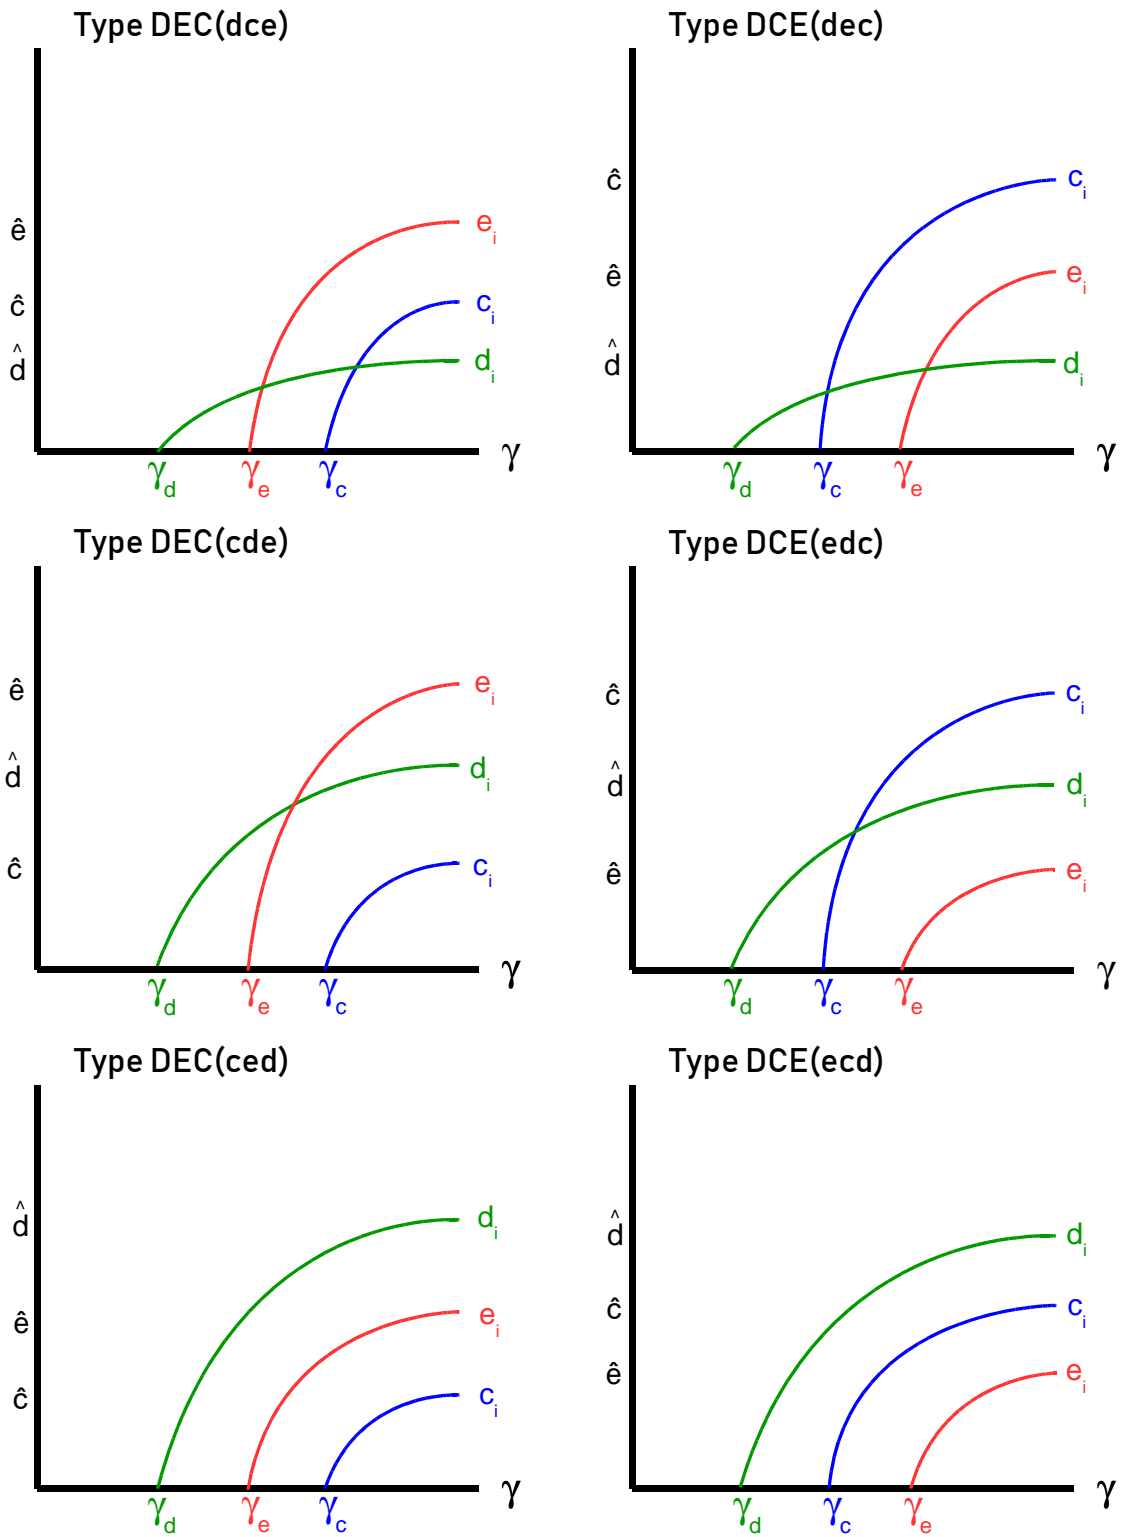 Type DEC(dce)
ê
ĉ
d̂
e_i
c_i
d_i
γ_d γ_e γ_c γ
Type DCE(dec)
ĉ
ê
d̂
c_i
e_i
d_i
γ_d γ_c γ_e γ
Type DEC(cde)
ê
d̂
ĉ
e_i
d_i
c_i
γ_d γ_e γ_c γ
Type DCE(edc)
ĉ
d̂
ê
c_i
d_i
e_i
γ_d γ_c γ_e γ
Type DEC(ced)
d̂
ê
ĉ
d_i
e_i
c_i
γ_d γ_e γ_c γ
Type DCE(ecd)
d̂
ĉ
ê
d_i
c_i
e_i
γ_d γ_c γ_e γ